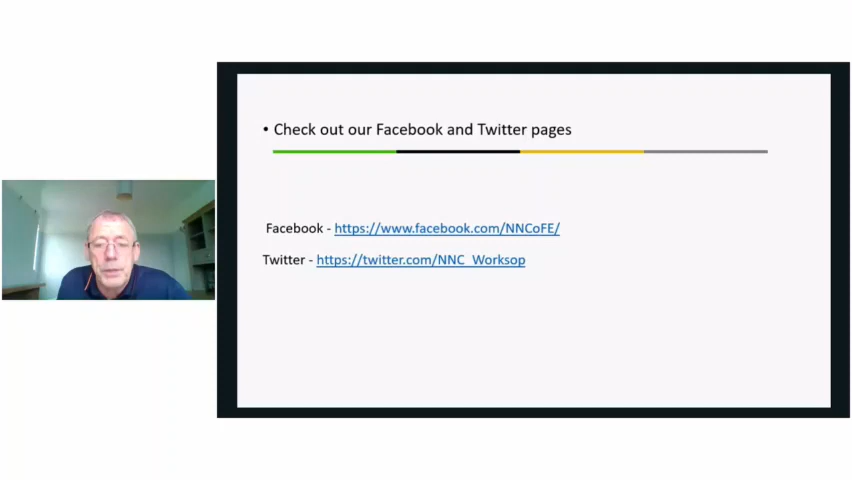 • Check out our Facebook and Twitter pages
Facebook - https://www.facebook.com/NNCoFE/
Twitter - https://twitter.com/NNC_Worksop